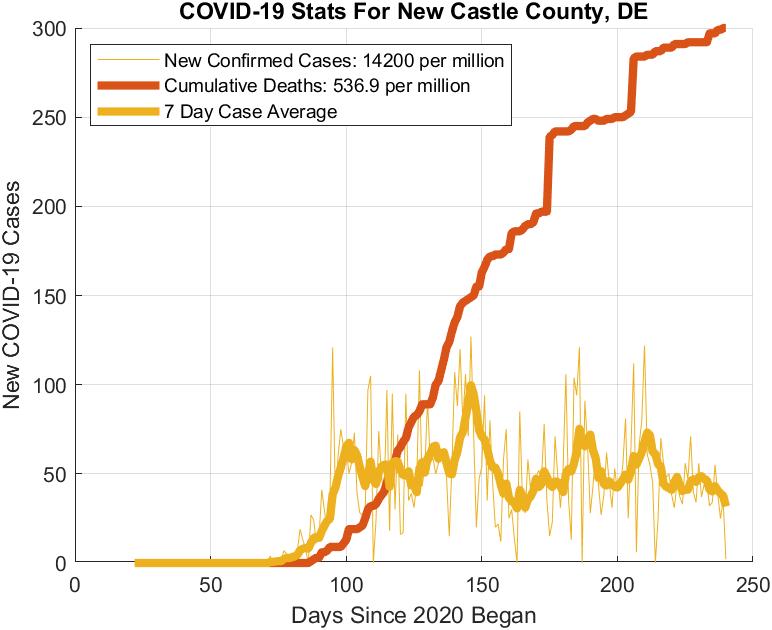 COVID-19 Stats For New Castle County, DE
New Confirmed Cases: 14200 per million
Cumulative Deaths: 536.9 per million
7 Day Case Average
New COVID-19 Cases
300
250
200
150
100
50
0
0 50 100 150 200 250
Days Since 2020 Began